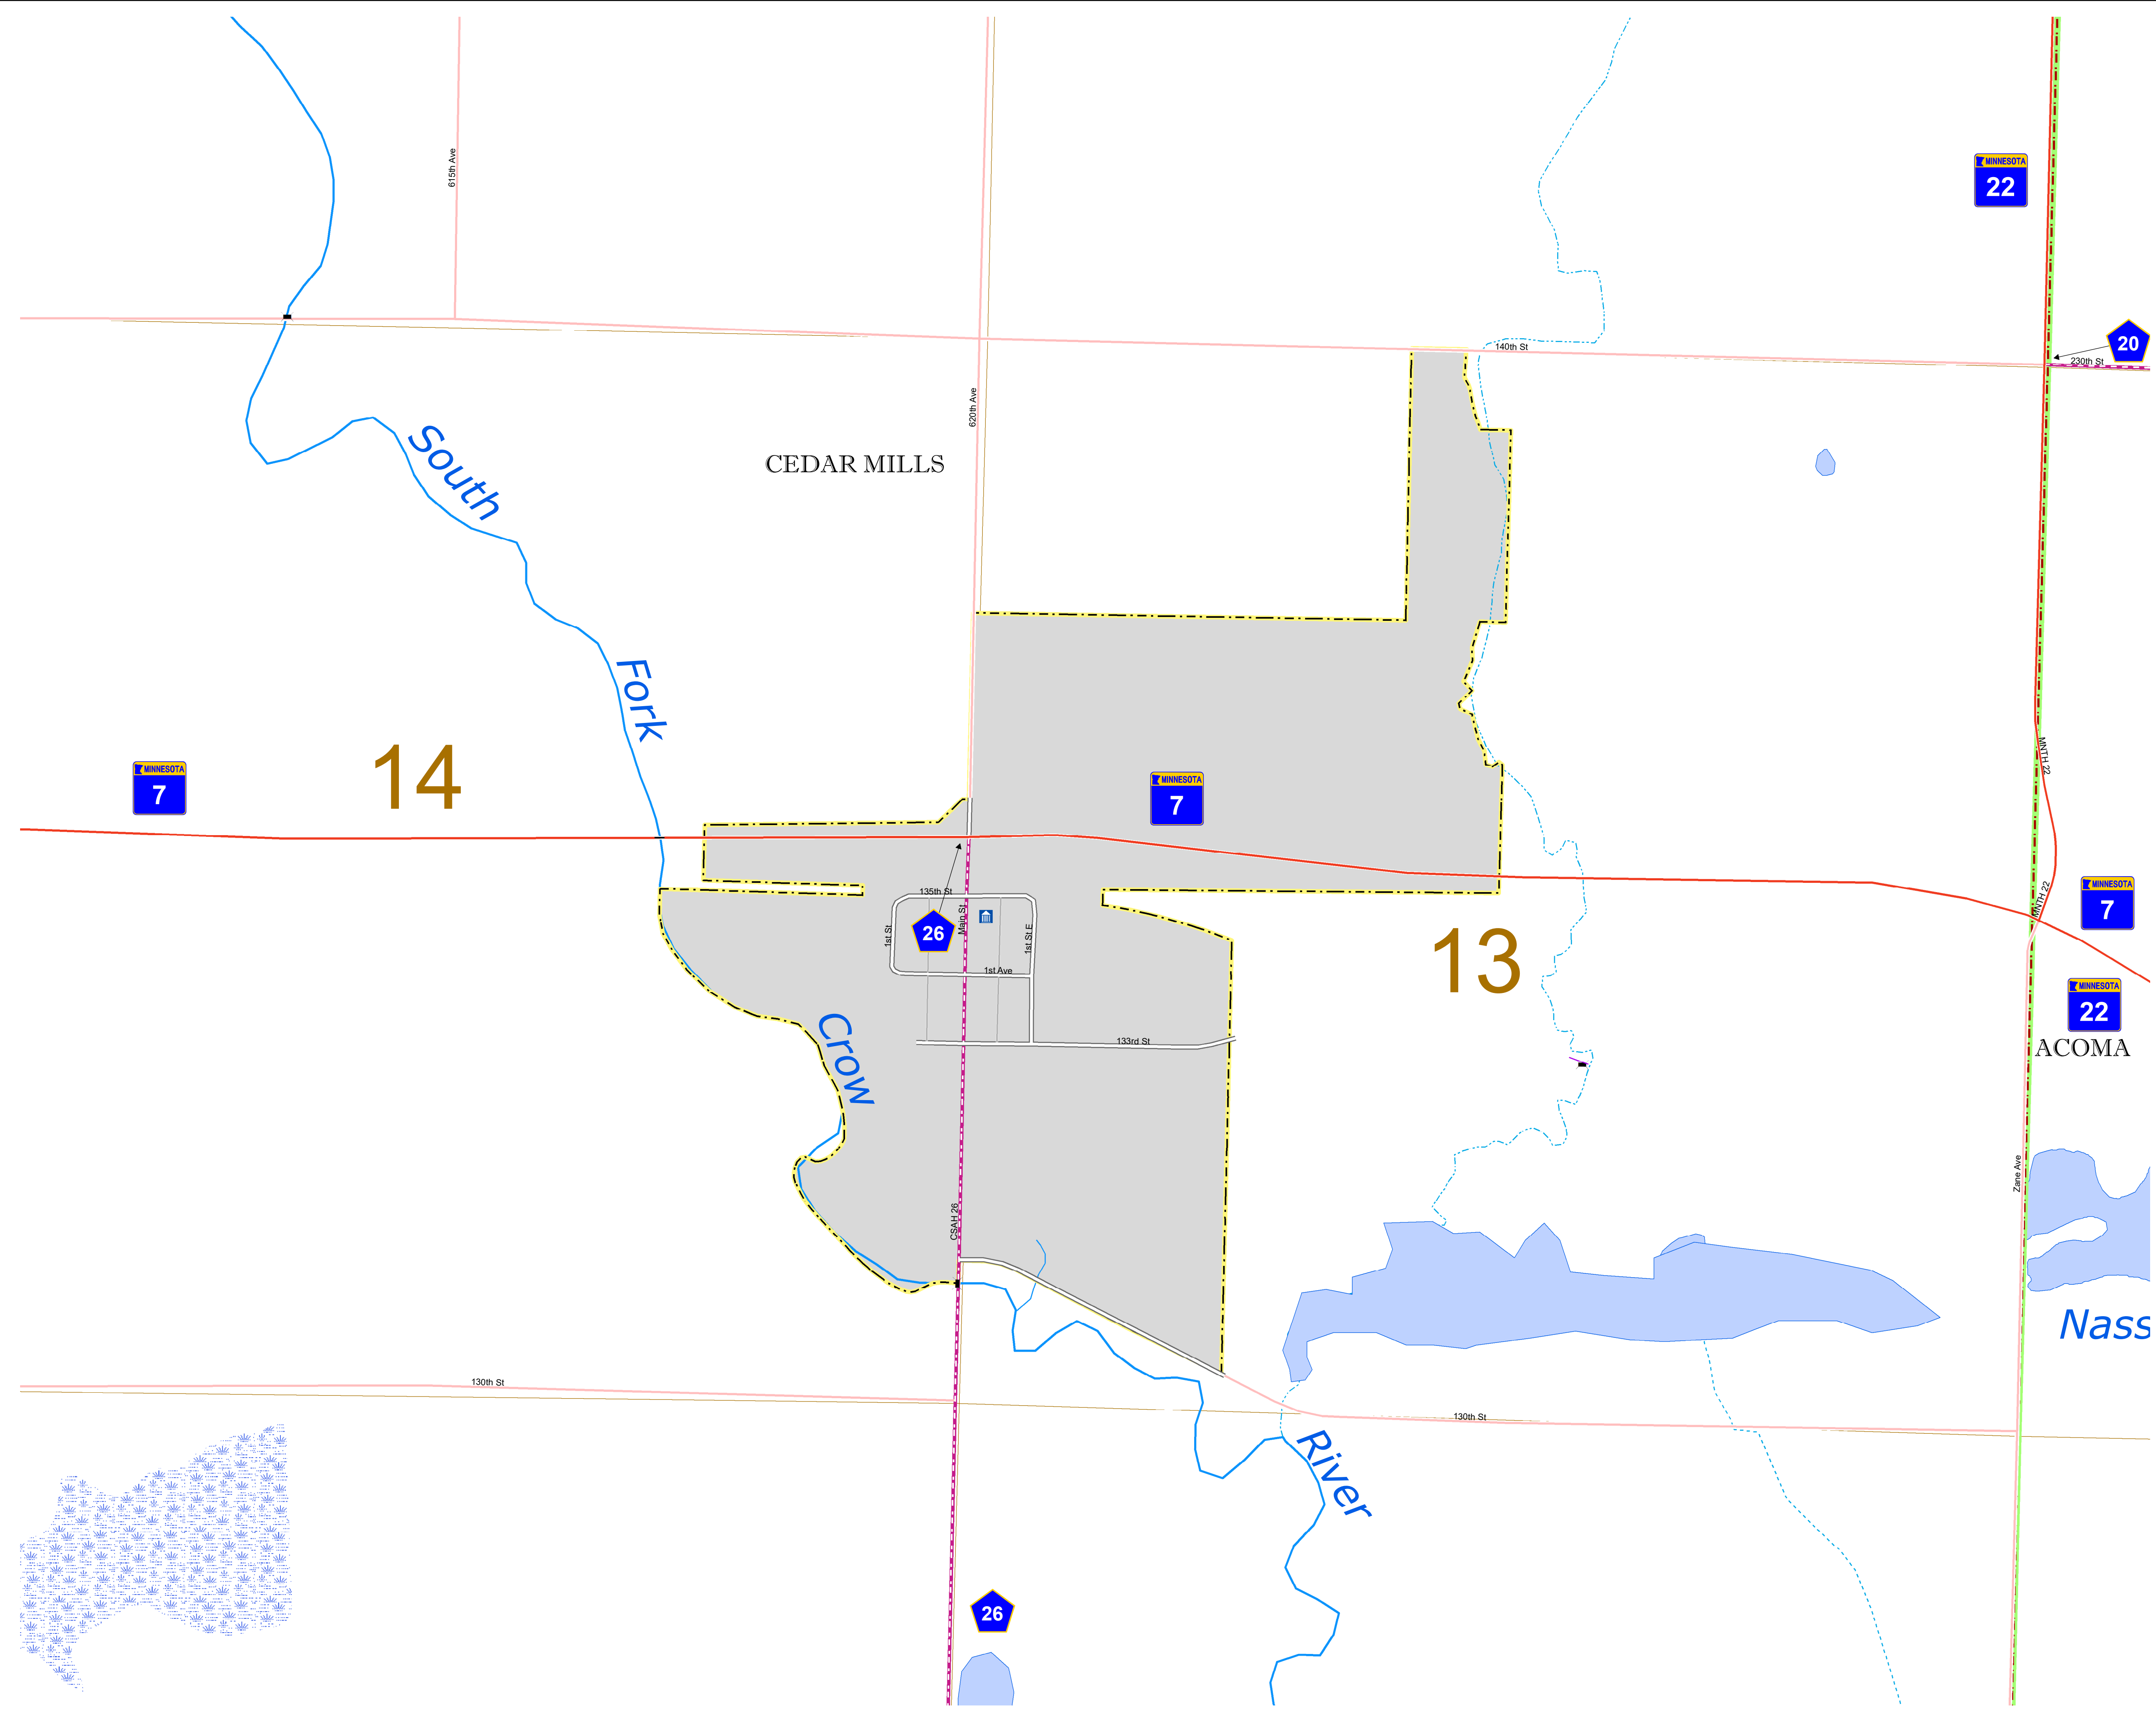 615th Ave
MINNESOTA
22
20
140th St
230th St
620th Ave
CEDAR MILLS
South
Fork
14
MINNESOTA
7
MINNESOTA
7
MNTH 22
MNTH 22
MINNESOTA
7
135th St
Main St
1st St
26
1st St E
1st Ave
13
MINNESOTA
22
ACOMA
133rd St
Crow
Zane Ave
CSAH 26
Nass
130th St
130th St
River
26